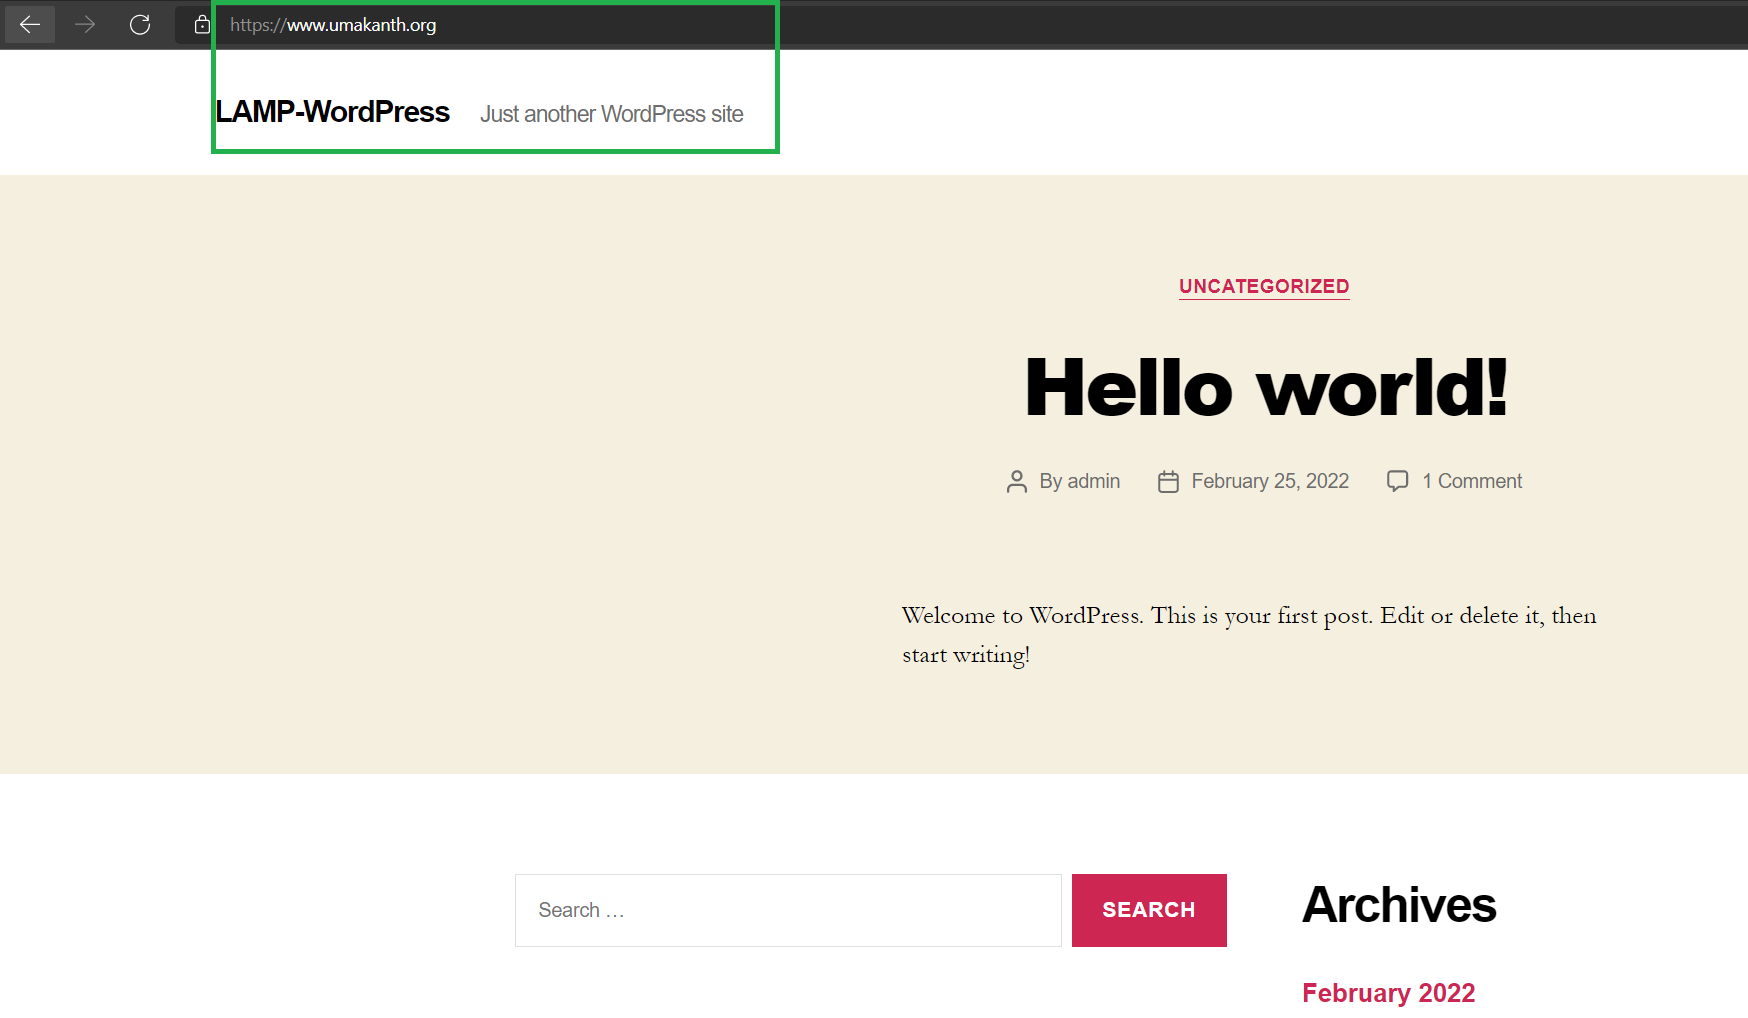 https://www.umakanth.org
LAMP-WordPress Just another WordPress site
UNCATEGORIZED
Hello world!
By admin February 25, 2022 1 Comment
Welcome to WordPress. This is your first post. Edit or delete it, then
start writing!
Search … SEARCH
Archives
February 2022